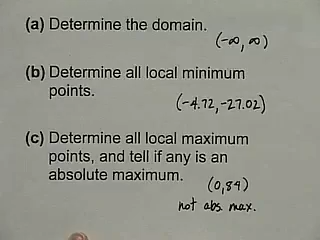 (a) Determine the domain.
(-∞, ∞)
(b) Determine all local minimum
points.
(-4.72, -27.02)
(c) Determine all local maximum
points, and tell if any is an
absolute maximum.
(0,84)
not abs. max.